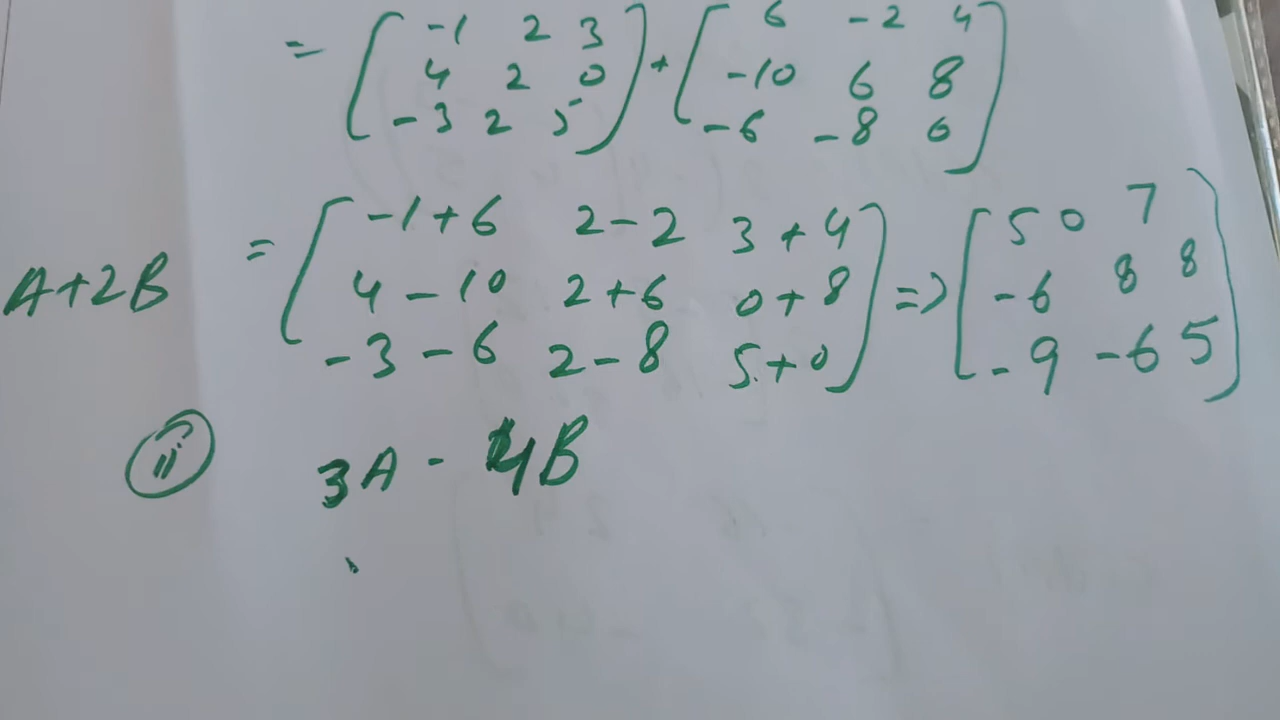 = [ -1 2 3 ] + [ 6 -2 4 ]
4 2 0 -10 6 8
-3 2 5 -6 -8 0
A+2B = [ -1+6 2-2 3+4 ] => [ 5 0 7 ]
4-10 2+6 0+8 -6 8 8
-3-6 2-8 5+0 -9 -6 5
(ii) 3A - 4B